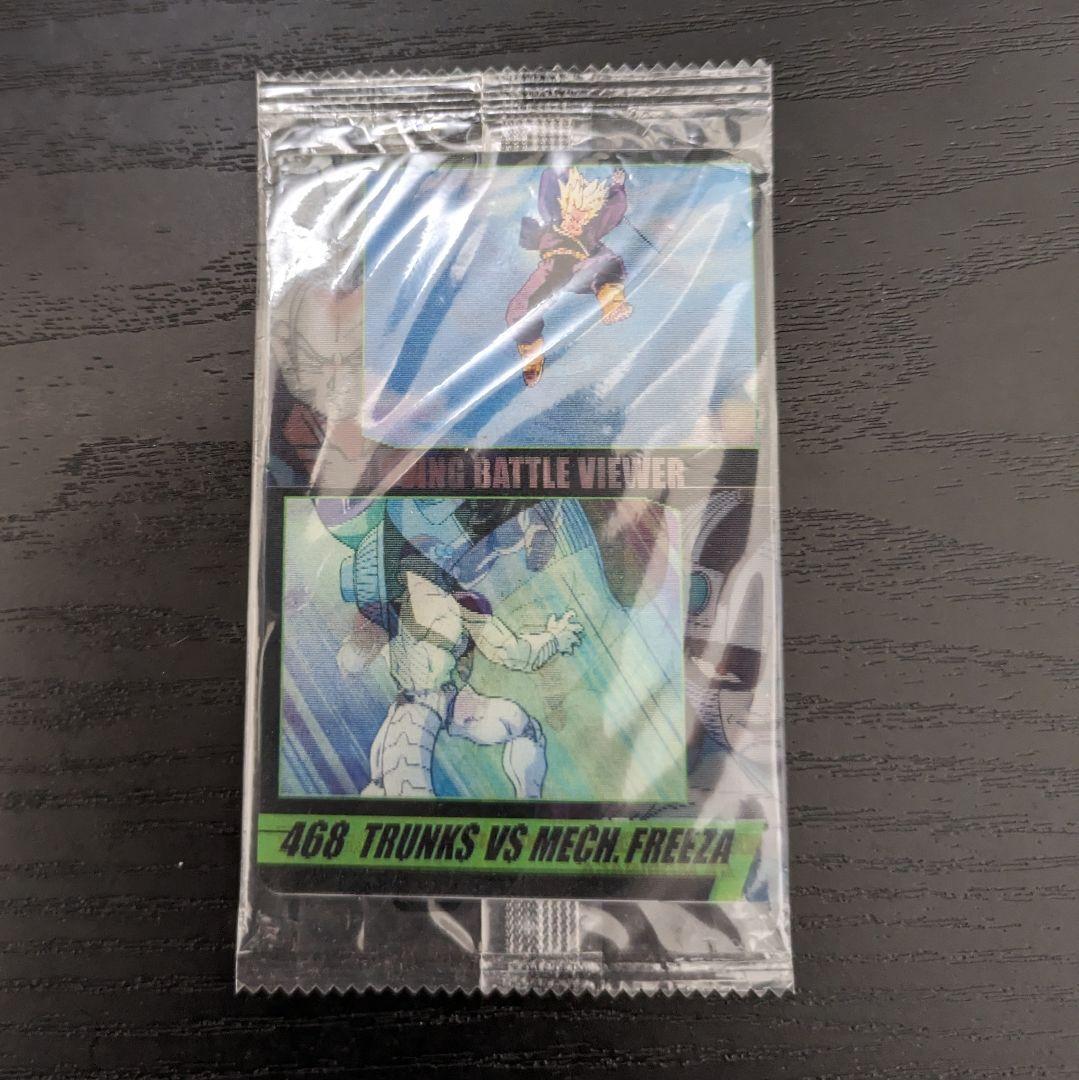 BATTLE VIEWER
468 TRUNKS VS MECH. FREEZA